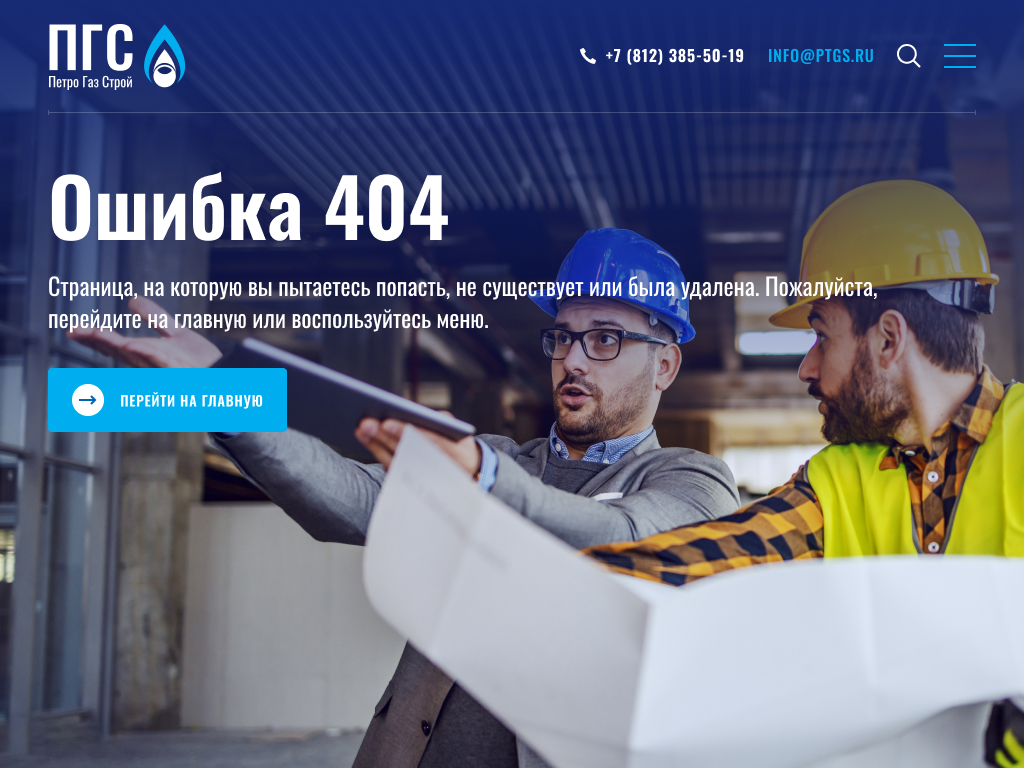 ПГС
Петро Газ Строй
+7 (812) 385-50-19
INFO@PTGS.RU
Ошибка 404
Страница, на которую вы пытаетесь попасть, не существует или была удалена. Пожалуйста,
перейдите на главную или воспользуйтесь меню.
ПЕРЕЙТИ НА ГЛАВНУЮ